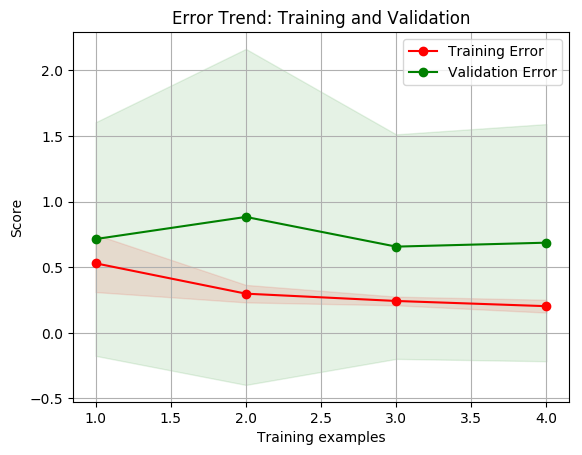 Error Trend: Training and Validation
Training Error
Validation Error
Score
2.0
1.5
1.0
0.5
0.0
−0.5
1.0
1.5
2.0
2.5
3.0
3.5
4.0
Training examples